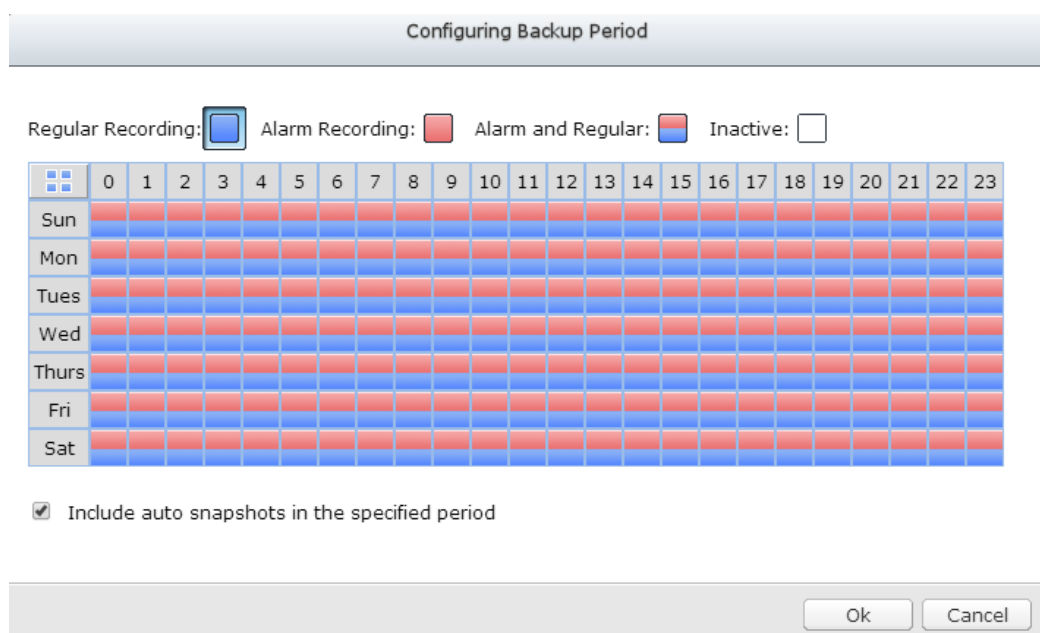 Configuring Backup Period
Regular Recording: Alarm Recording: Alarm and Regular: Inactive:
0 1 2 3 4 5 6 7 8 9 10 11 12 13 14 15 16 17 18 19 20 21 22 23
Sun
Mon
Tues
Wed
Thurs
Fri
Sat
Include auto snapshots in the specified period
Ok Cancel